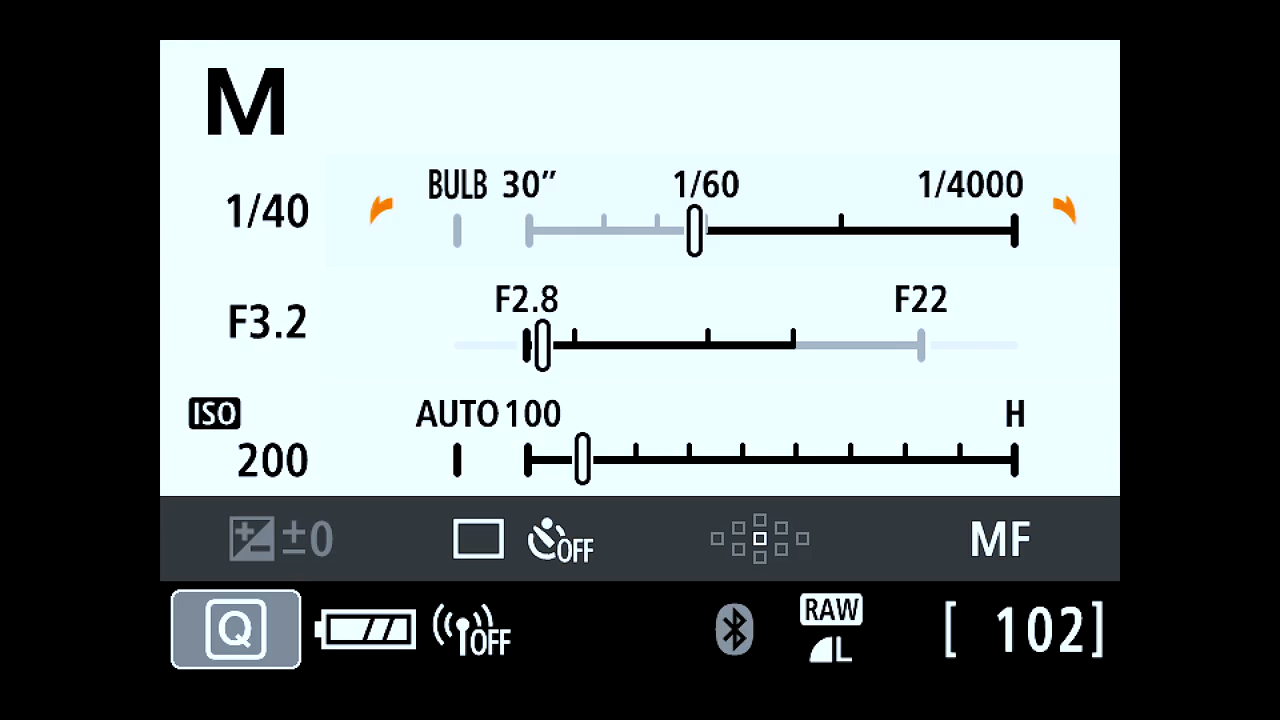 M
BULB 30” 1/60 1/4000
1/40
F2.8 F22
F3.2
ISO AUTO 100 H
200
±0 OFF MF
Q OFF RAW L [ 102]